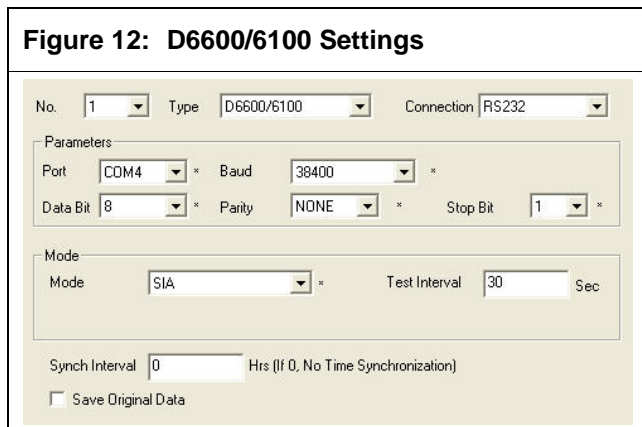 Figure 12: D6600/6100 Settings
No. 1 Type D6600/6100 Connection RS232
Parameters
Port COM4 * Baud 38400 *
Data Bit 8 * Parity NONE * Stop Bit 1 *
Mode
Mode SIA * Test Interval 30 Sec
Synch Interval 0 Hrs (If 0, No Time Synchronization)
Save Original Data